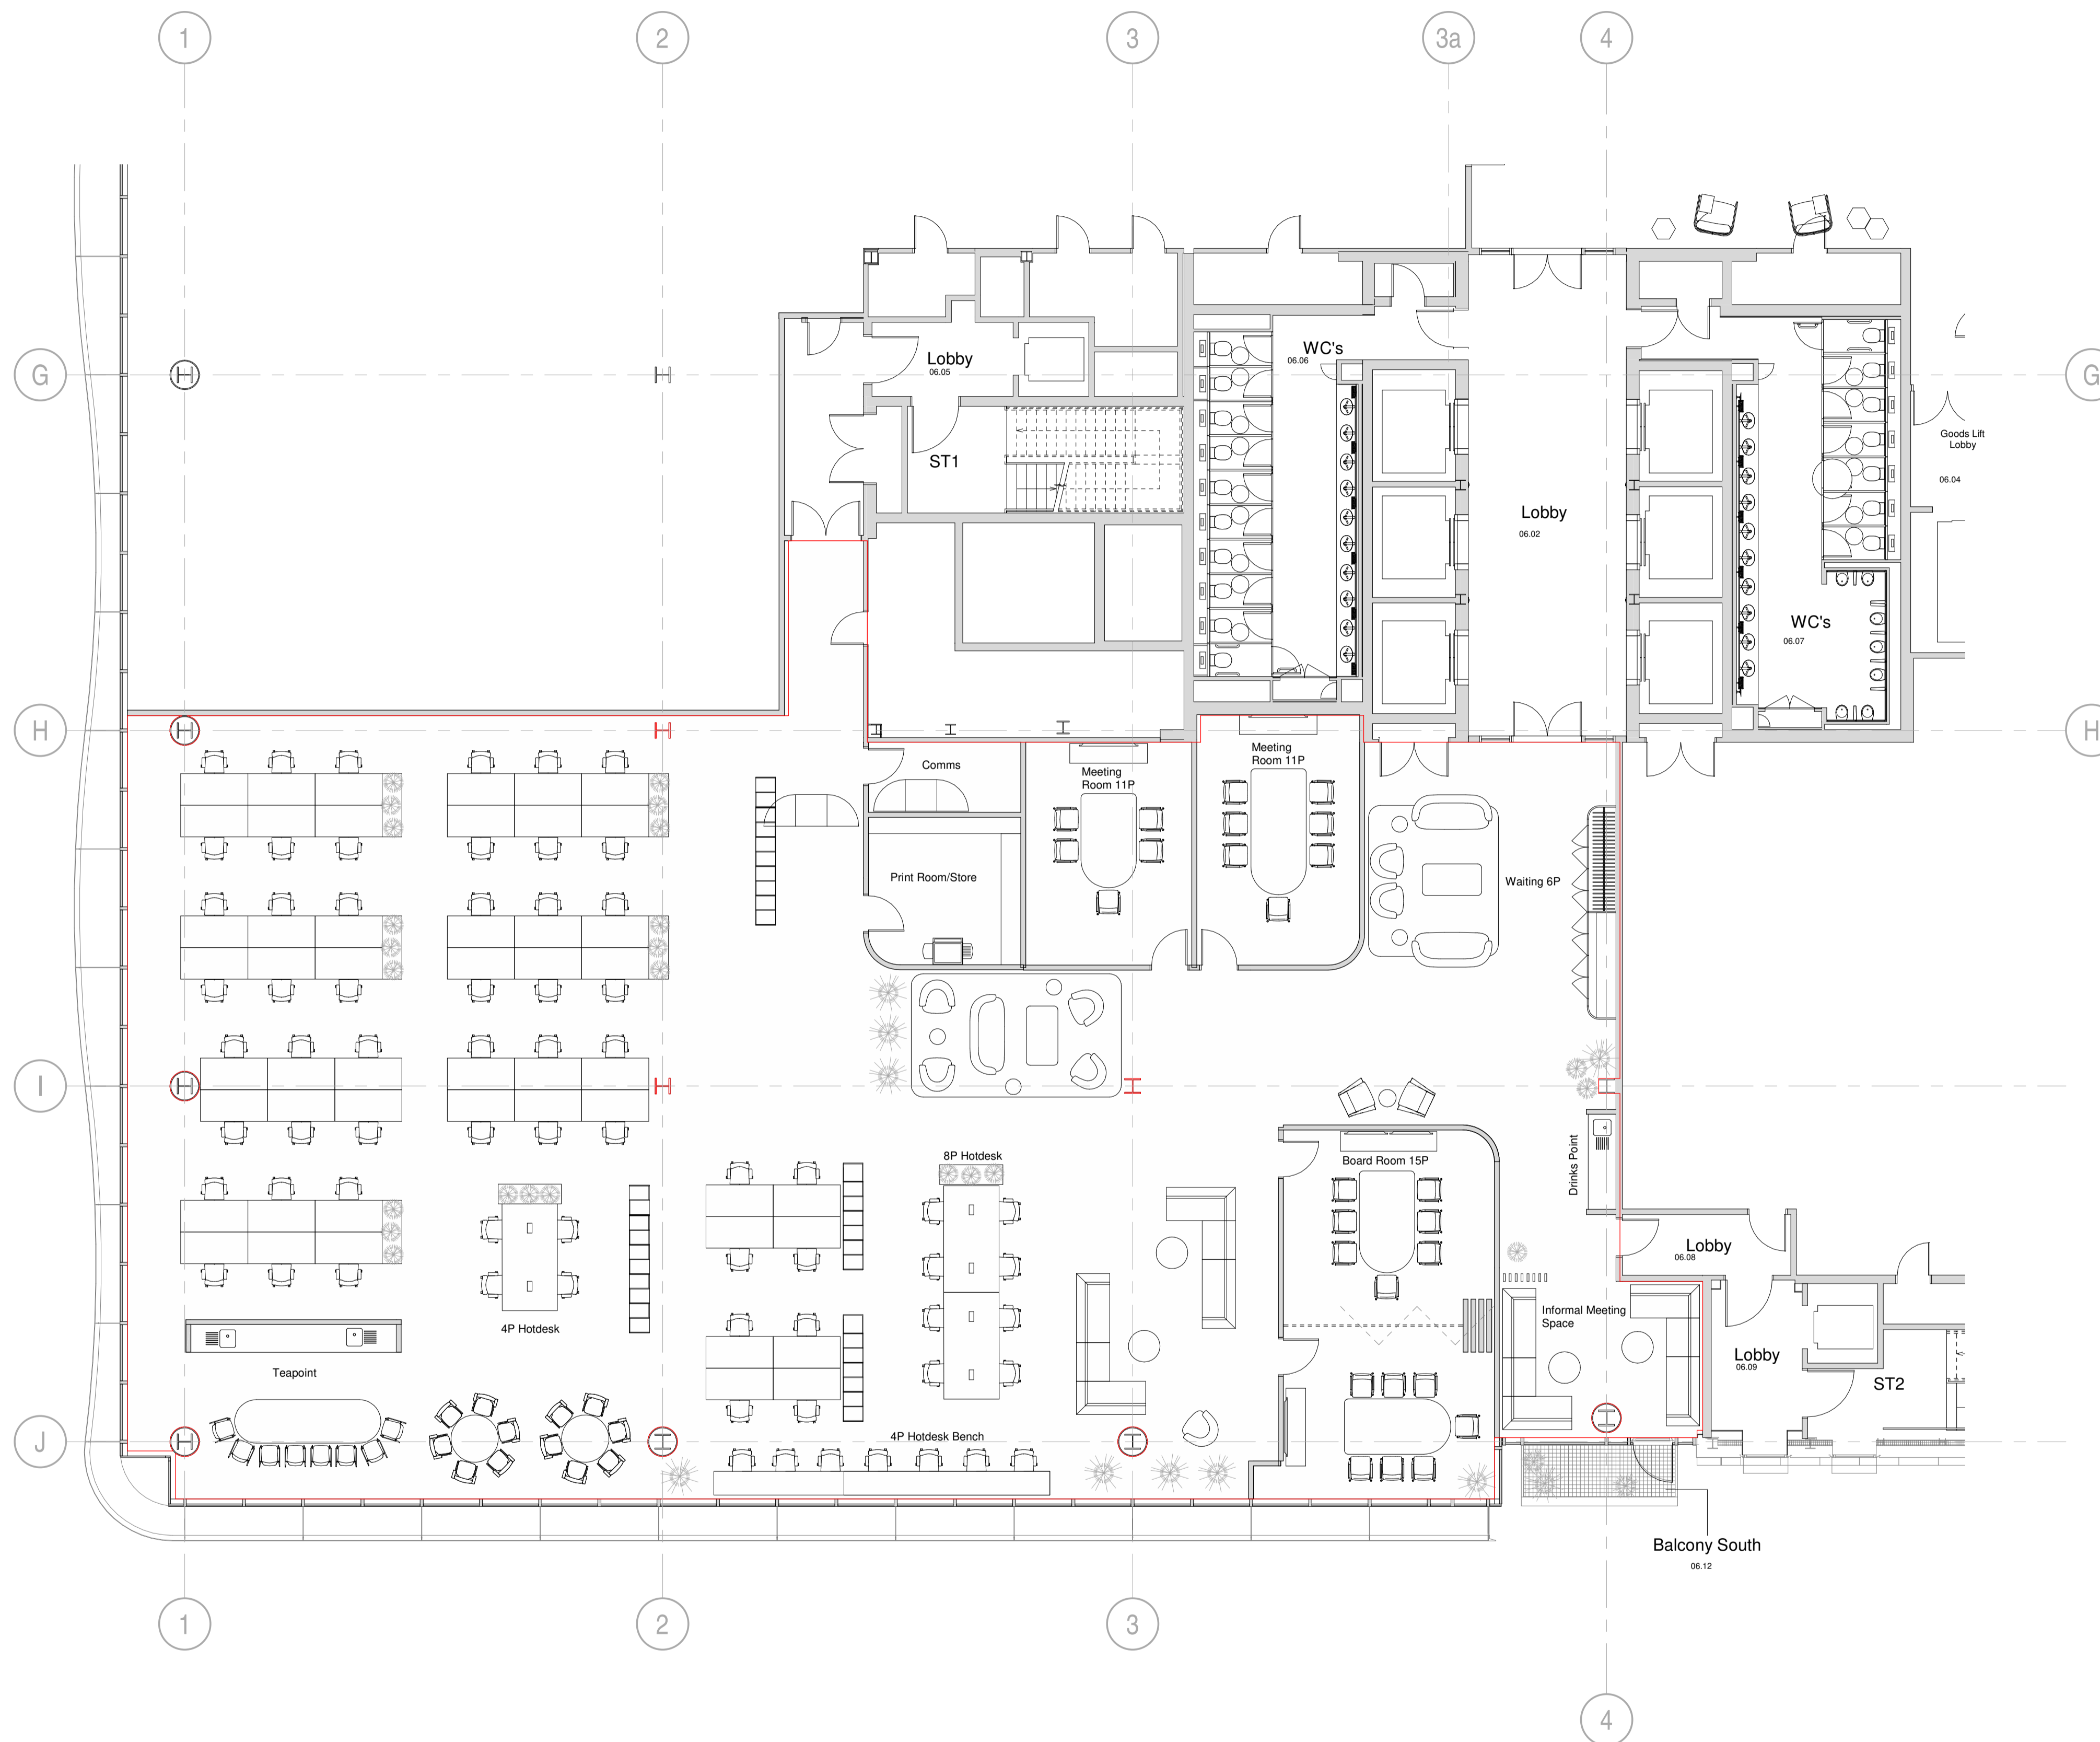 1
2
3
3a
4
G
G
Lobby
06.05
WC's
06.06
ST1
Lobby
06.02
Goods Lift
Lobby
06.04
WC's
06.07
H
H
Comms
Meeting
Room 11P
Meeting
Room 11P
Print Room/Store
Waiting 6P
I
Drinks Point
8P Hotdesk
Board Room 15P
Lobby
06.08
4P Hotdesk
Informal Meeting
Space
Teapoint
Lobby
06.09
ST2
J
4P Hotdesk Bench
Balcony South
06.12
1
2
3
4